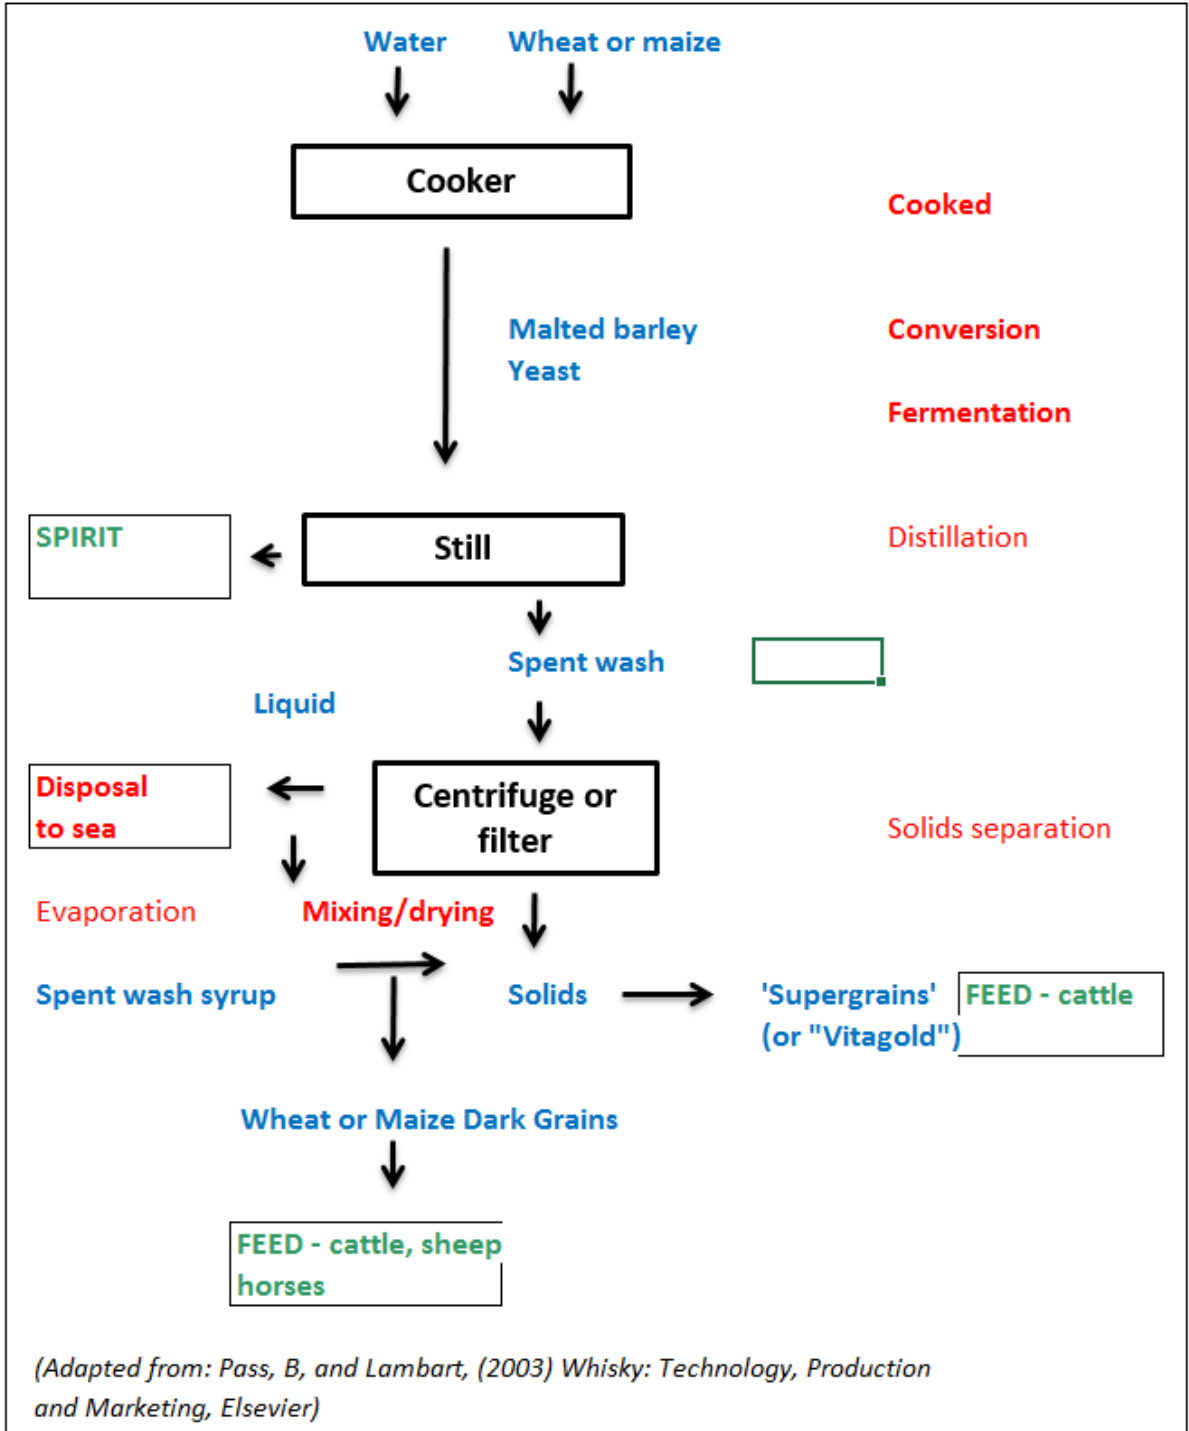 Water Wheat or maize
Cooker
Cooked
Malted barley Conversion
Yeast
Fermentation
SPIRIT Still Distillation
Spent wash
Liquid
Disposal
to sea
Centrifuge or
filter
Solids separation
Evaporation Mixing/drying
Spent wash syrup Solids 'Supergrains' FEED - cattle
(or "Vitagold")
Wheat or Maize Dark Grains
FEED - cattle, sheep
horses
(Adapted from: Pass, B, and Lambart, (2003) Whisky: Technology, Production
and Marketing, Elsevier)